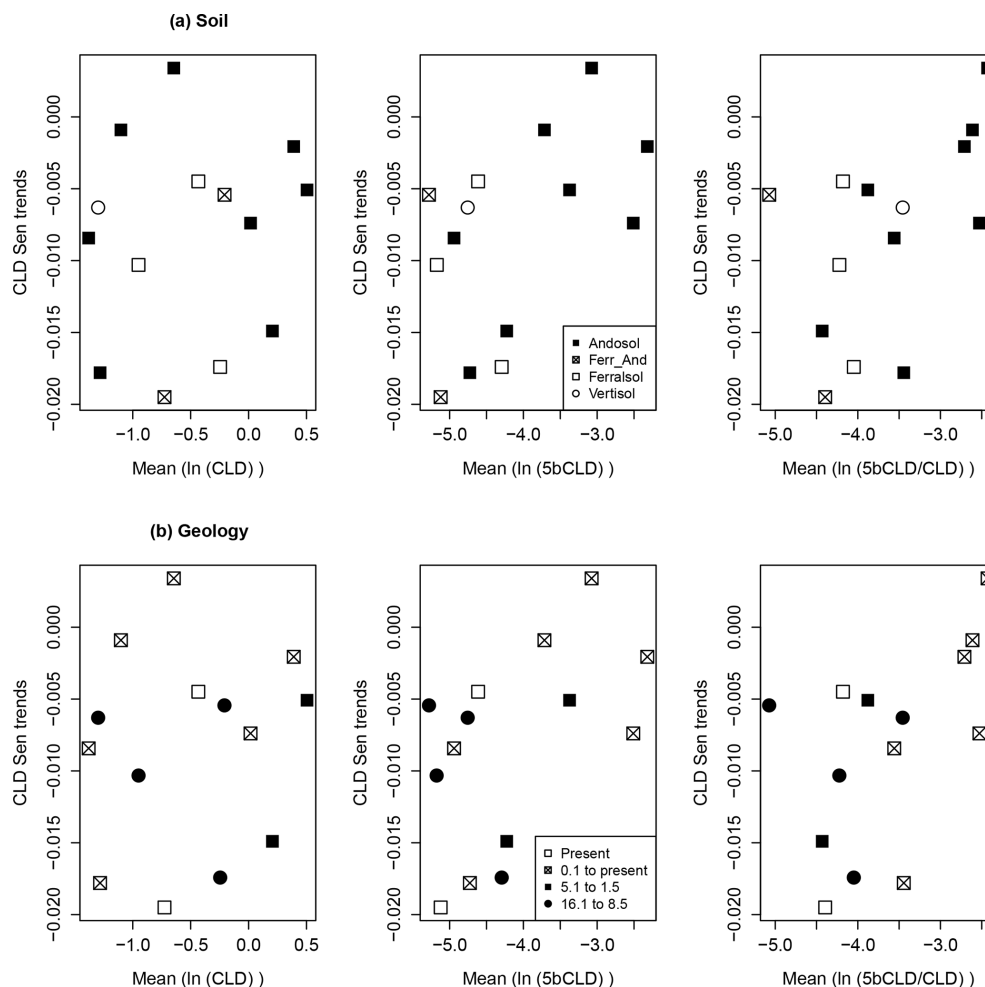 (a) Soil
CLD Sen trends
0.000
−0.005
−0.010
−0.015
−0.020
−1.0
−0.5
0.0
0.5
Mean (ln (CLD) )
CLD Sen trends
0.000
−0.005
−0.010
−0.015
−0.020
Andosol
Ferr_And
Ferralsol
Vertisol
−5.0
−4.0
−3.0
Mean (ln (5bCLD) )
CLD Sen trends
0.000
−0.005
−0.010
−0.015
−0.020
−5.0
−4.0
−3.0
Mean (ln (5bCLD/CLD) )
(b) Geology
CLD Sen trends
0.000
−0.005
−0.010
−0.015
−0.020
−1.0
−0.5
0.0
0.5
Mean (ln (CLD) )
CLD Sen trends
0.000
−0.005
−0.010
−0.015
−0.020
Present
0.1 to present
5.1 to 1.5
16.1 to 8.5
−5.0
−4.0
−3.0
Mean (ln (5bCLD) )
CLD Sen trends
0.000
−0.005
−0.010
−0.015
−0.020
−5.0
−4.0
−3.0
Mean (ln (5bCLD/CLD) )